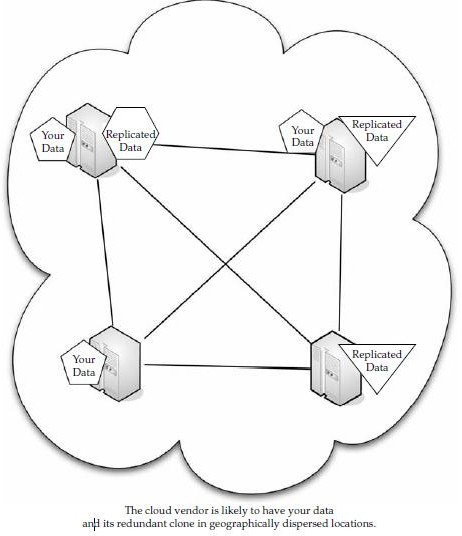 Your
Data
Replicated
Data
Your
Data
Replicated
Data
Your
Data
Replicated
Data
The cloud vendor is likely to have your data
and its redundant clone in geographically dispersed locations.